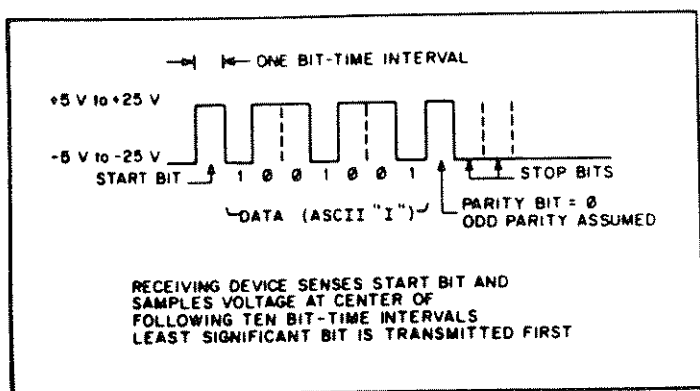 ONE BIT-TIME INTERVAL
+5 V to +25 V
-5 V to -25 V
START BIT
1 0 0 1 0 0 1
STOP BITS
DATA (ASCII "I")
PARITY BIT = 0
ODD PARITY ASSUMED
RECEIVING DEVICE SENSES START BIT AND
SAMPLES VOLTAGE AT CENTER OF
FOLLOWING TEN BIT-TIME INTERVALS
LEAST SIGNIFICANT BIT IS TRANSMITTED FIRST